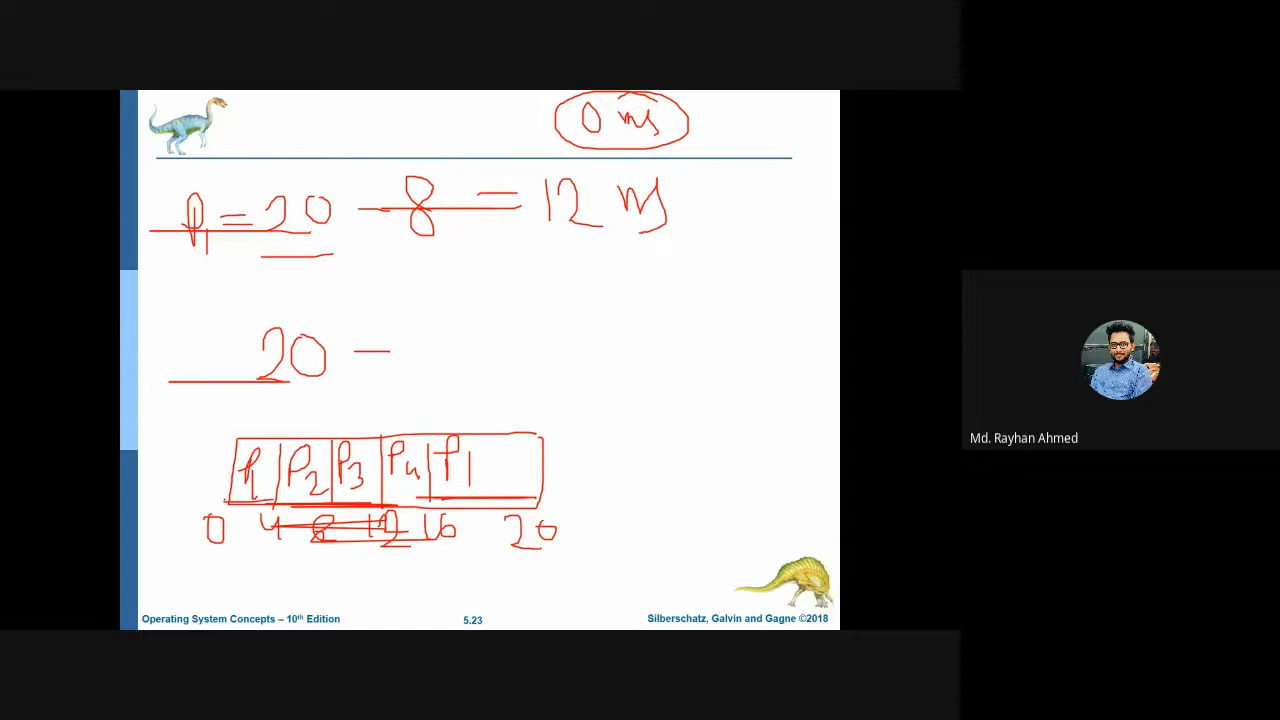 0 ms
P1 = 20 - 8 = 12 ms
20 -
P1 P2 P3 P4 P1
0 4 8 12 16 20
Md. Rayhan Ahmed
Operating System Concepts – 10th Edition 5.23 Silberschatz, Galvin and Gagne ©2018